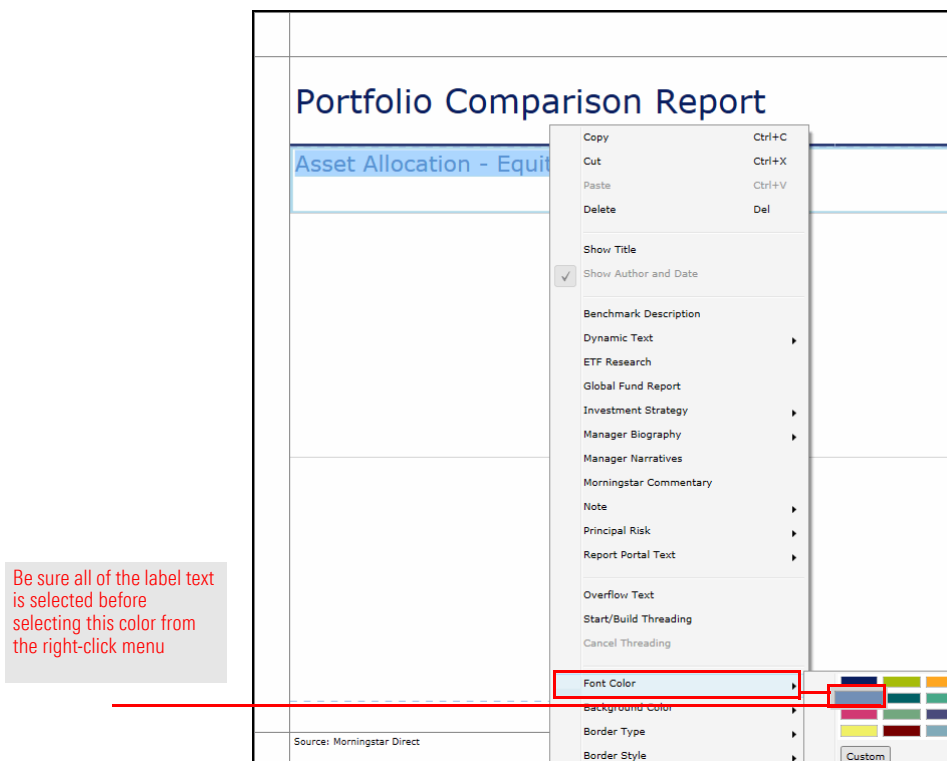 Portfolio Comparison Report
Asset Allocation - Equit
Copy Ctrl+C
Cut Ctrl+X
Paste Ctrl+V
Delete Del
Show Title
Show Author and Date
Benchmark Description
Dynamic Text
ETF Research
Global Fund Report
Investment Strategy
Manager Biography
Manager Narratives
Morningstar Commentary
Note
Principal Risk
Report Portal Text
Overflow Text
Start/Build Threading
Cancel Threading
Font Color
Background Color
Border Type
Border Style
Custom
Be sure all of the label text
is selected before
selecting this color from
the right-click menu
Source: Morningstar Direct